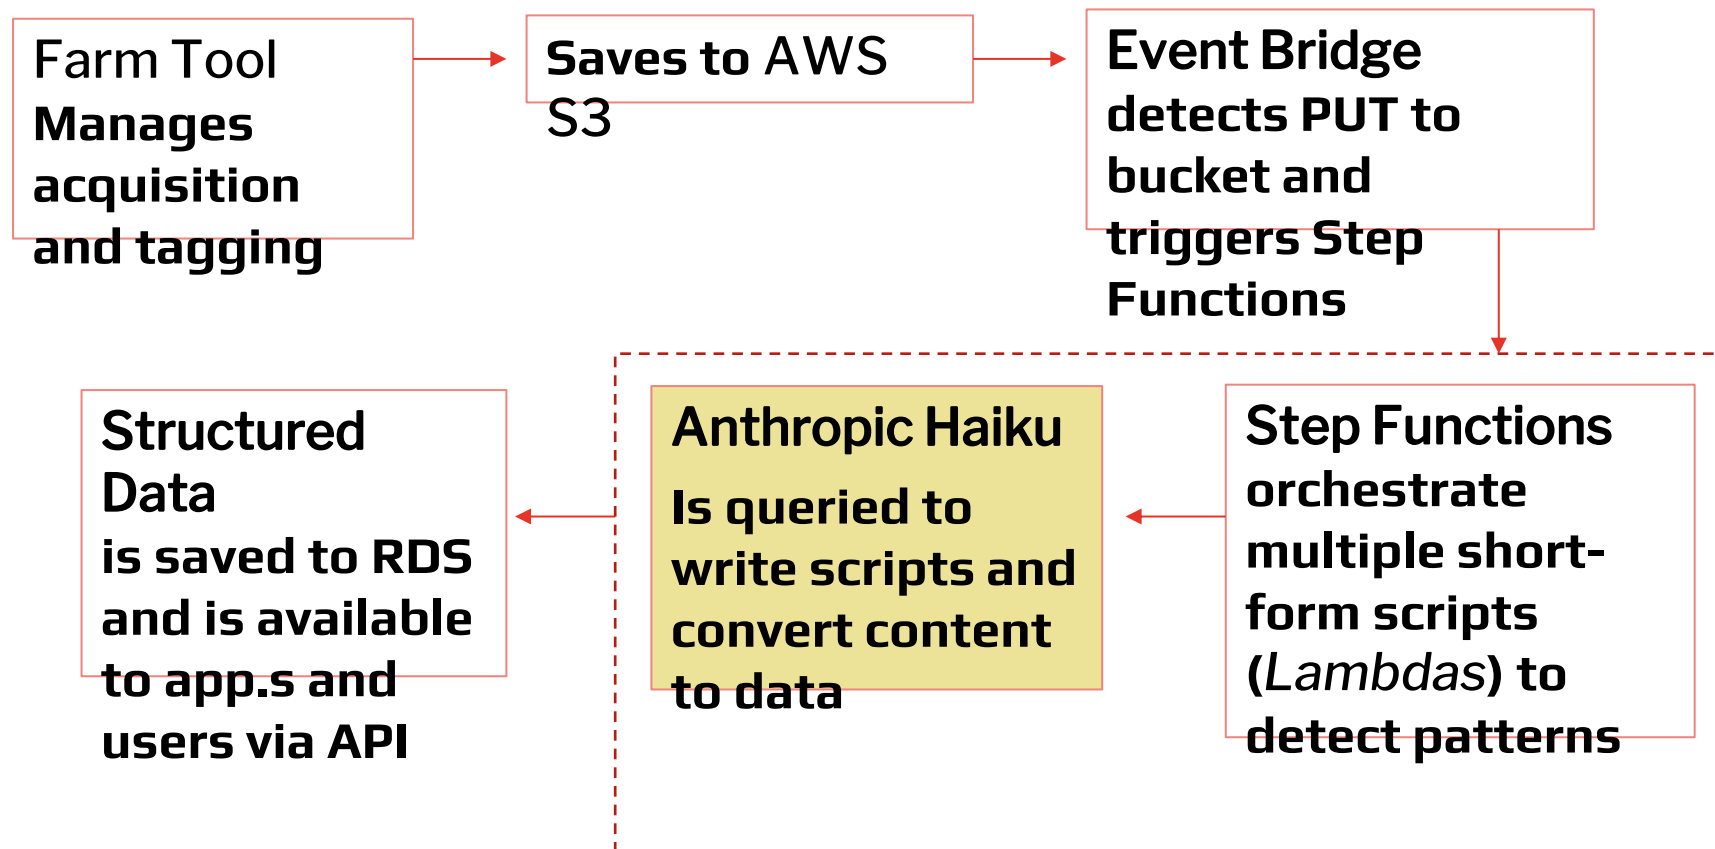 Farm Tool
Manages
acquisition
and tagging
Saves to AWS
S3
Event Bridge
detects PUT to
bucket and
triggers Step
Functions
Structured
Data
is saved to RDS
and is available
to app.s and
users via API
Anthropic Haiku
Is queried to
write scripts and
convert content
to data
Step Functions
orchestrate
multiple short-
form scripts
(Lambdas) to
detect patterns